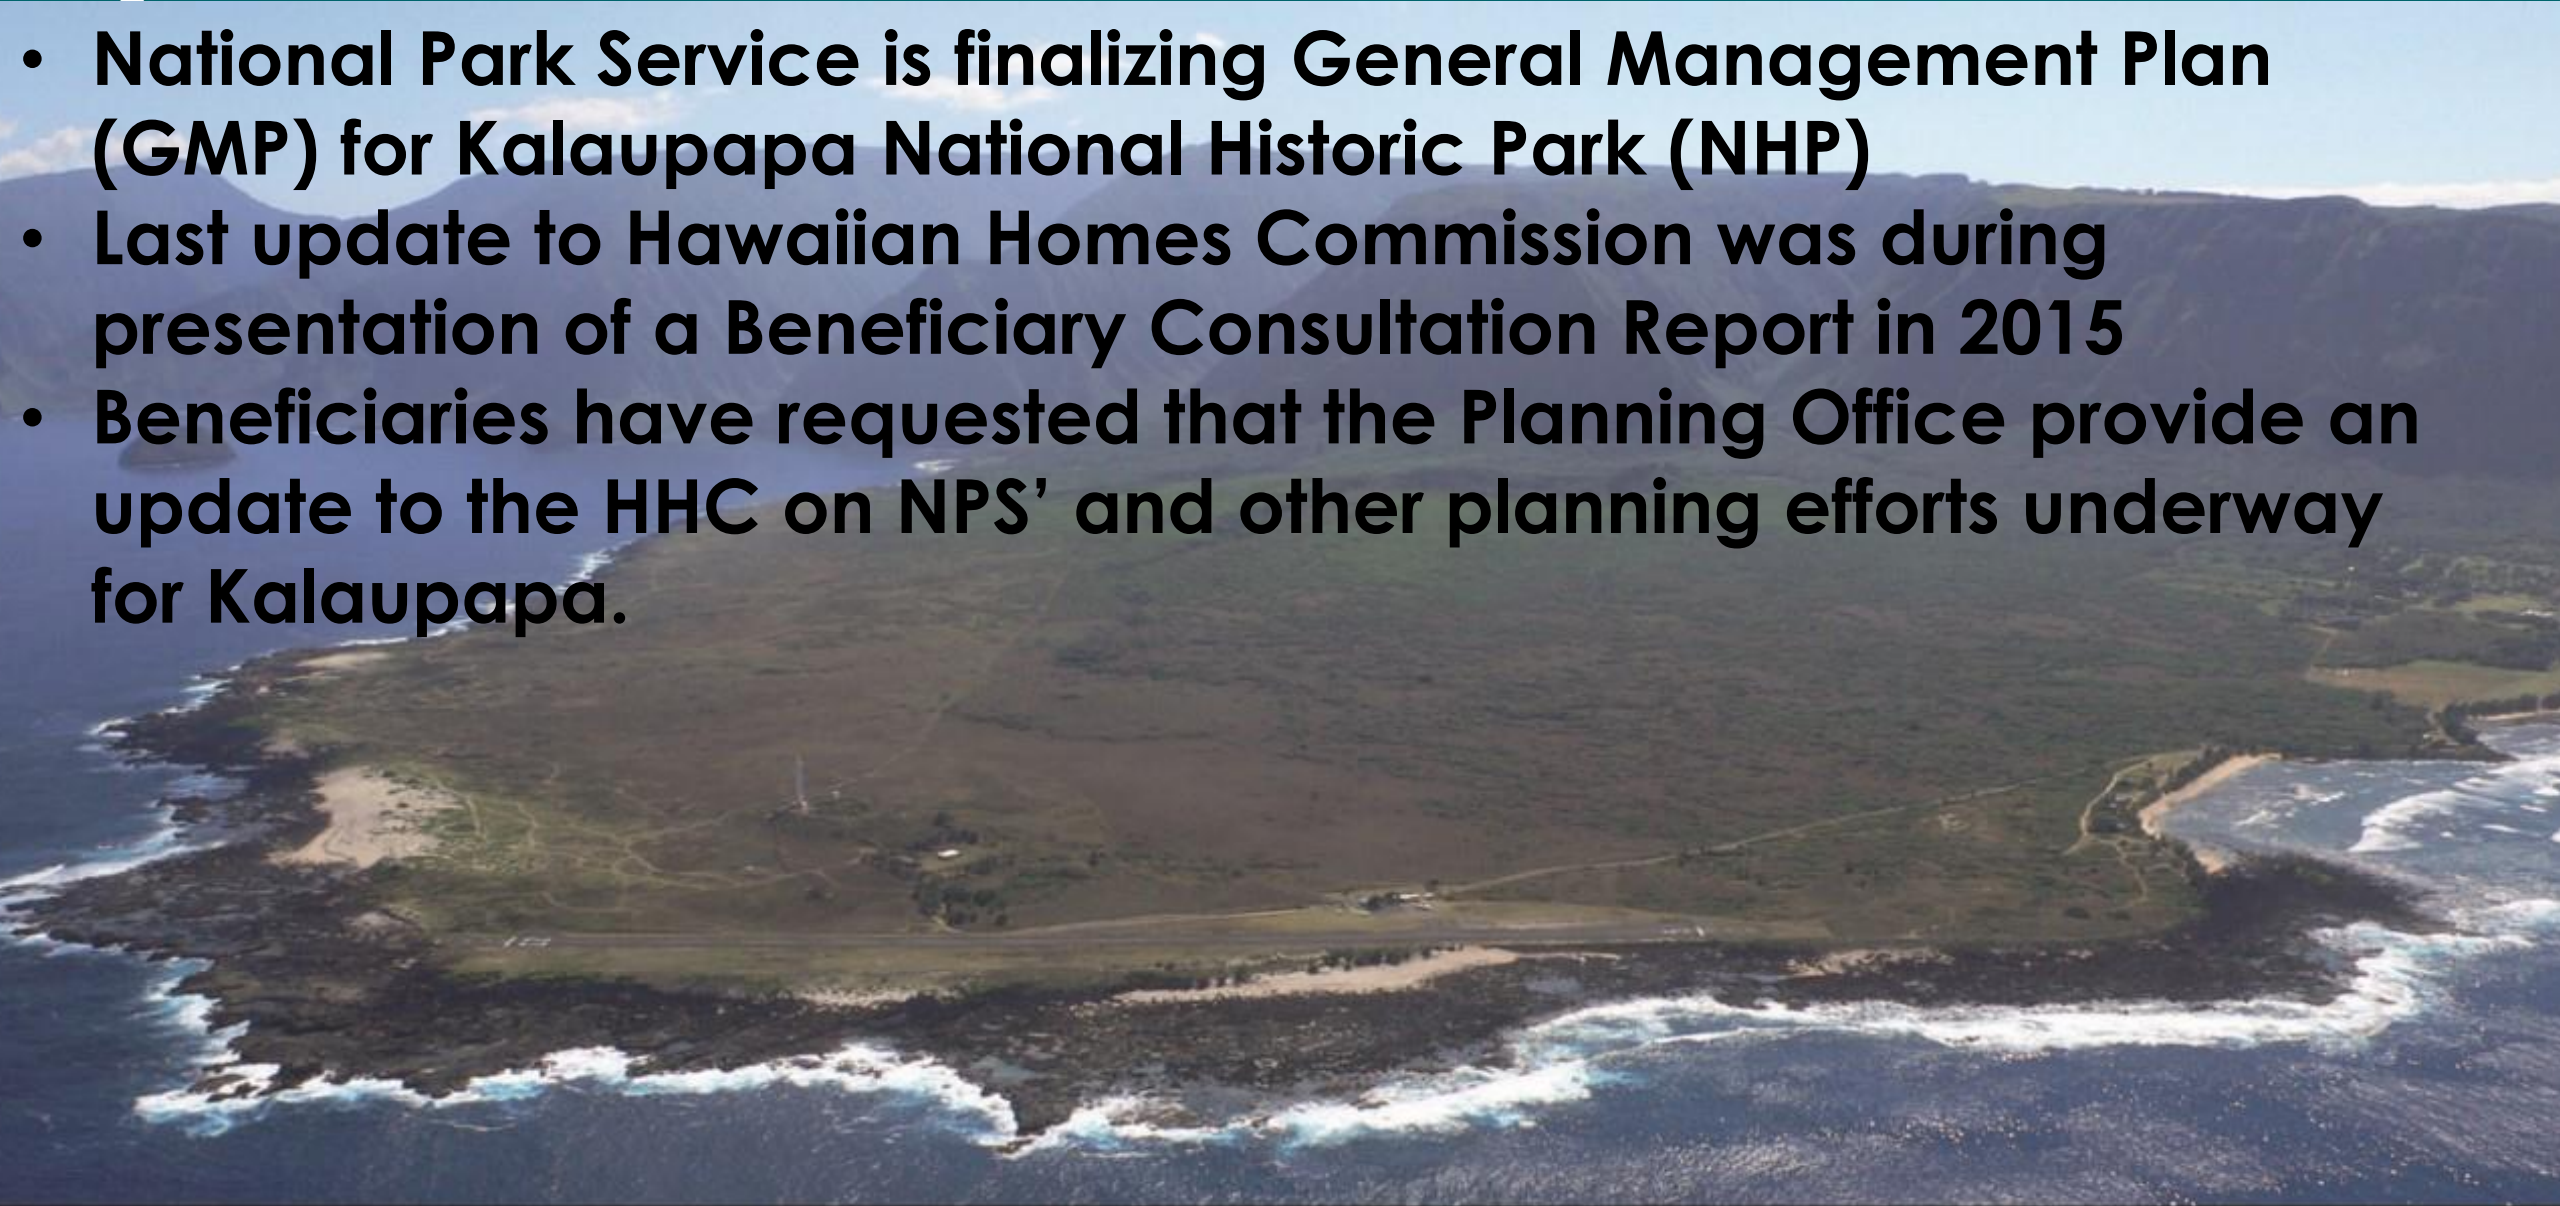 • National Park Service is finalizing General Management Plan
(GMP) for Kalaupapa National Historic Park (NHP)
• Last update to Hawaiian Homes Commission was during
presentation of a Beneficiary Consultation Report in 2015
• Beneficiaries have requested that the Planning Office provide an
update to the HHC on NPS’ and other planning efforts underway
for Kalaupapa.